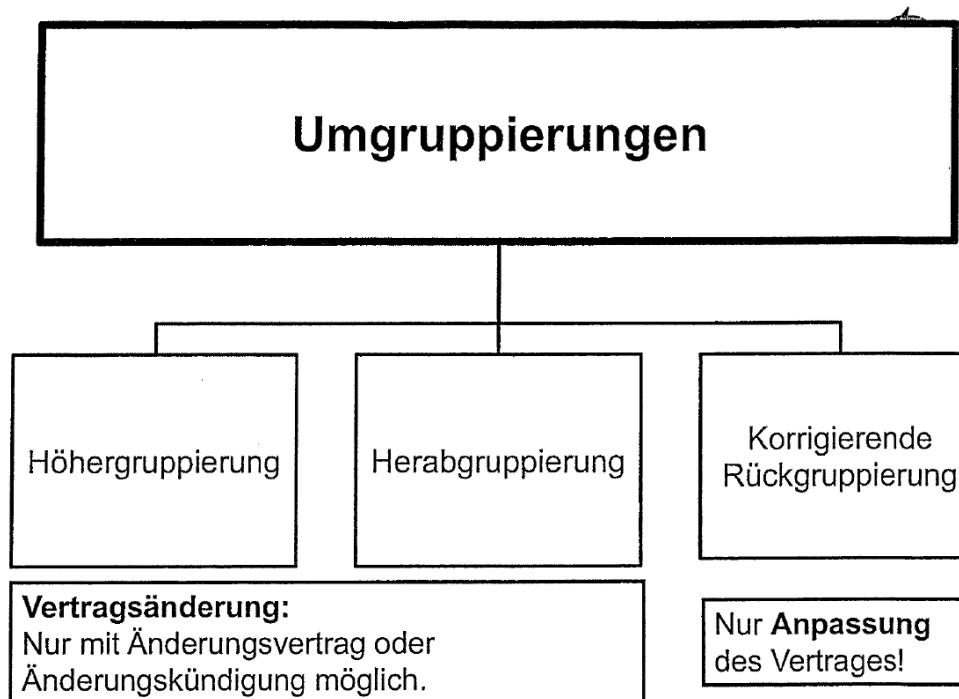 Umgruppierungen
Höhergruppierung
Herabgruppierung
Korrigierende
Rückgruppierung
Vertragsänderung:
Nur mit Änderungsvertrag oder
Änderungskündigung möglich.
Nur Anpassung
des Vertrages!